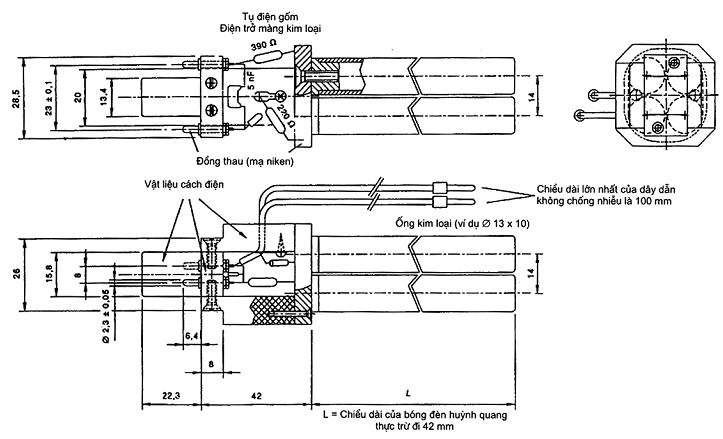 Tụ điện gốm
Điện trở màng kim loại
390 Ω
5 nF
220 Ω
28,5
23 ± 0,1
20
13,4
14
Đồng thau (mạ niken)
Vật liệu cách điện
Chiều dài lớn nhất của dây dẫn
không chống nhiễu là 100 mm
Ống kim loại (ví dụ ∅ 13 x 10)
26
15,8
8
∅ 2,3 ± 0,05
14
6,4
8
22,3
42
L
L = Chiều dài của bóng đèn huỳnh quang
thực trừ đi 42 mm